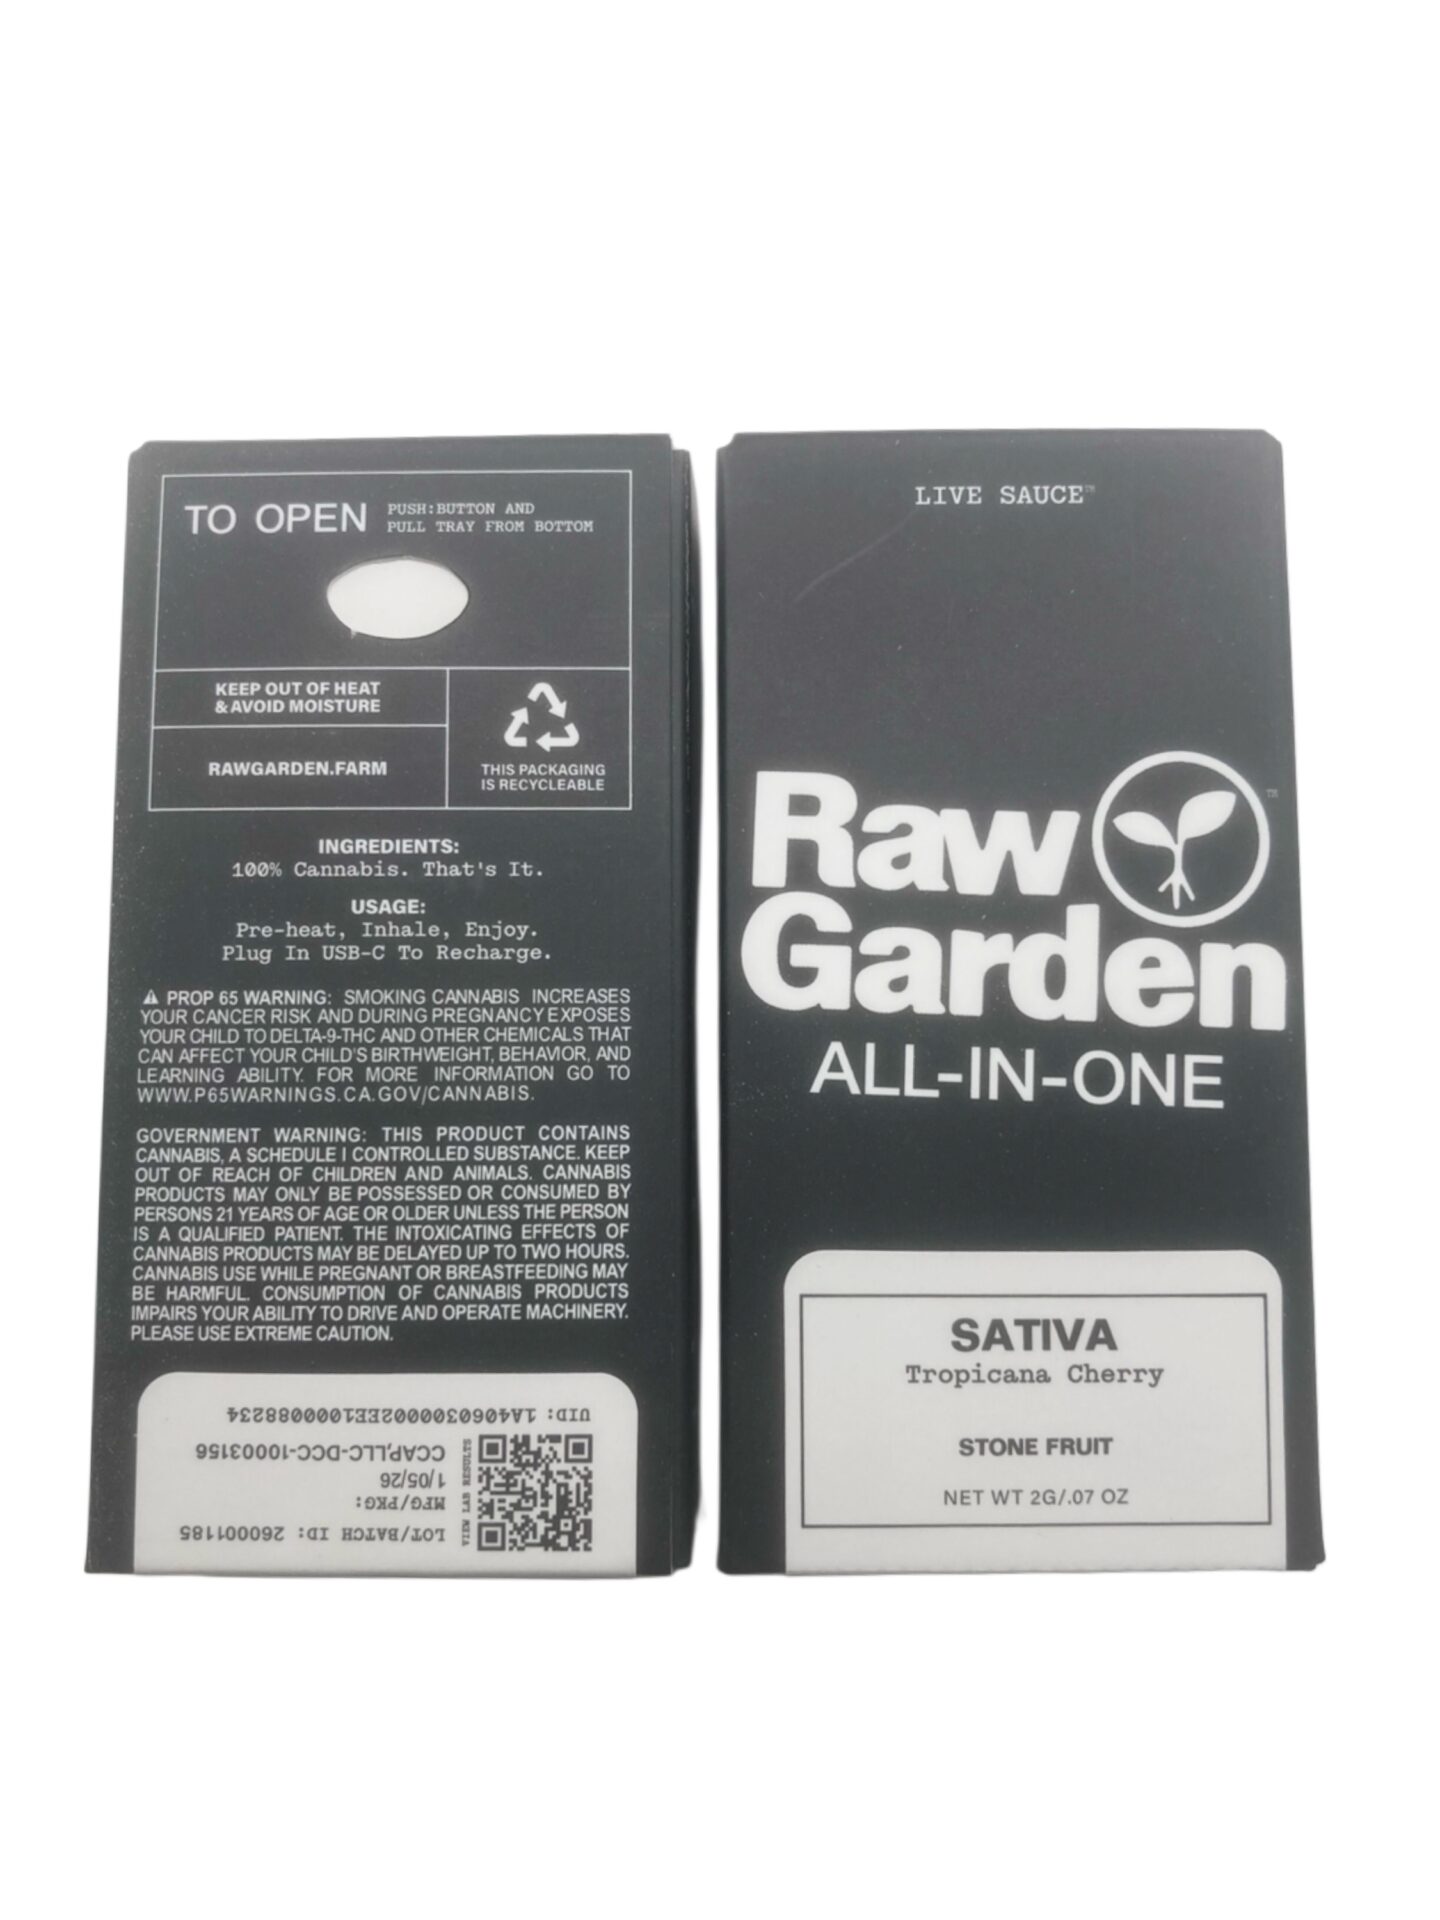 TO OPEN
PUSH:BUTTON AND
PULL TRAY FROM BOTTOM
KEEP OUT OF HEAT
& AVOID MOISTURE
RAWGARDEN.FARM
THIS PACKAGING
IS RECYCLEABLE
INGREDIENTS:
100% Cannabis. That's It.
USAGE:
Pre-heat, Inhale, Enjoy.
Plug In USB-C To Recharge.
PROP 65 WARNING: SMOKING CANNABIS INCREASES
YOUR CANCER RISK AND DURING PREGNANCY EXPOSES
YOUR CHILD TO DELTA-9-THC AND OTHER CHEMICALS THAT
CAN AFFECT YOUR CHILD'S BIRTHWEIGHT, BEHAVIOR, AND
LEARNING ABILITY. FOR MORE INFORMATION GO TO
WWW.P65WARNINGS.CA.GOV/CANNABIS.
GOVERNMENT WARNING: THIS PRODUCT CONTAINS
CANNABIS, A SCHEDULE I CONTROLLED SUBSTANCE. KEEP
OUT OF REACH OF CHILDREN AND ANIMALS. CANNABIS
PRODUCTS MAY ONLY BE POSSESSED OR CONSUMED BY
PERSONS 21 YEARS OF AGE OR OLDER UNLESS THE PERSON
IS A QUALIFIED PATIENT. THE INTOXICATING EFFECTS OF
CANNABIS PRODUCTS MAY BE DELAYED UP TO TWO HOURS.
CANNABIS USE WHILE PREGNANT OR BREASTFEEDING MAY
BE HARMFUL. CONSUMPTION OF CANNABIS PRODUCTS
IMPAIRS YOUR ABILITY TO DRIVE AND OPERATE MACHINERY.
PLEASE USE EXTREME CAUTION.
LOT/BATCH ID: 260001185
MFG/PKG:
1/05/26
CCAP,LLC-DCC-10003156
UID: 1A4060300002EE1000088234
VIEW LAB RESULTS
LIVE SAUCE™
Raw
Garden™
ALL-IN-ONE
SATIVA
Tropicana Cherry
STONE FRUIT
NET WT 2G/.07 OZ